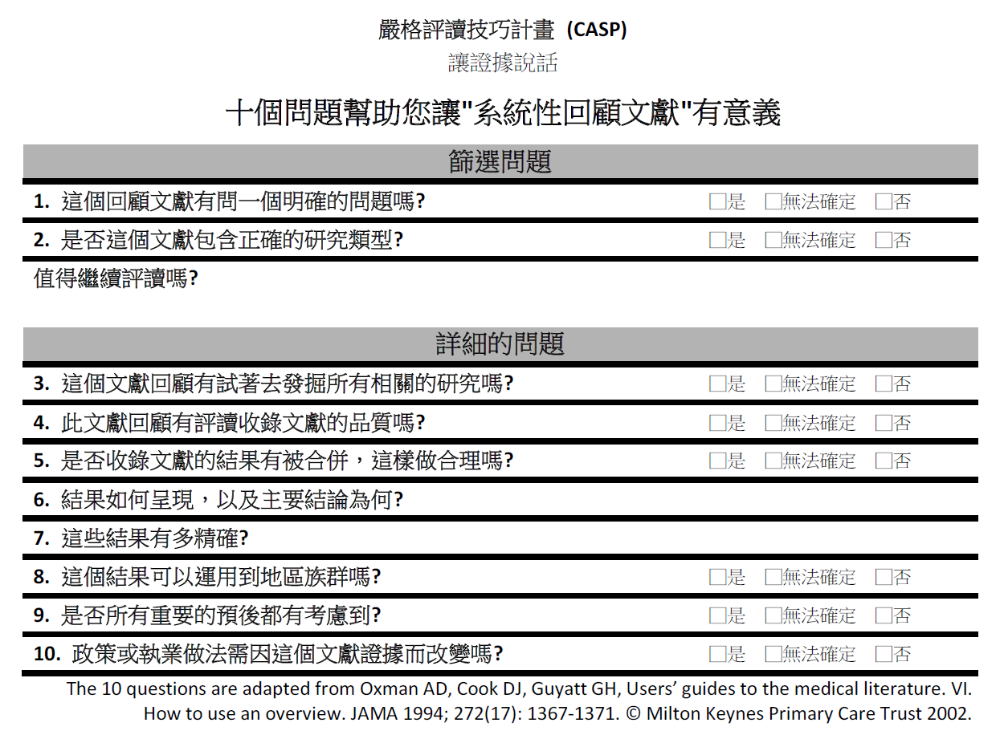 嚴格評讀技巧計畫 (CASP)
讓證據說話
十個問題幫助您讓"系統性回顧文獻"有意義
篩選問題
1. 這個回顧文獻有問一個明確的問題嗎? □是 □無法確定 □否
2. 是否這個文獻包含正確的研究類型? □是 □無法確定 □否
值得繼續評讀嗎?
詳細的問題
3. 這個文獻回顧有試著去發掘所有相關的研究嗎? □是 □無法確定 □否
4. 此文獻回顧有評讀收錄文獻的品質嗎? □是 □無法確定 □否
5. 是否收錄文獻的結果有被合併，這樣做合理嗎? □是 □無法確定 □否
6. 結果如何呈現，以及主要結論為何?
7. 這些結果有多精確?
8. 這個結果可以運用到地區族群嗎? □是 □無法確定 □否
9. 是否所有重要的預後都有考慮到? □是 □無法確定 □否
10. 政策或執業做法需因這個文獻證據而改變嗎? □是 □無法確定 □否
The 10 questions are adapted from Oxman AD, Cook DJ, Guyatt GH, Users’ guides to the medical literature. VI.
How to use an overview. JAMA 1994; 272(17): 1367-1371. © Milton Keynes Primary Care Trust 2002.